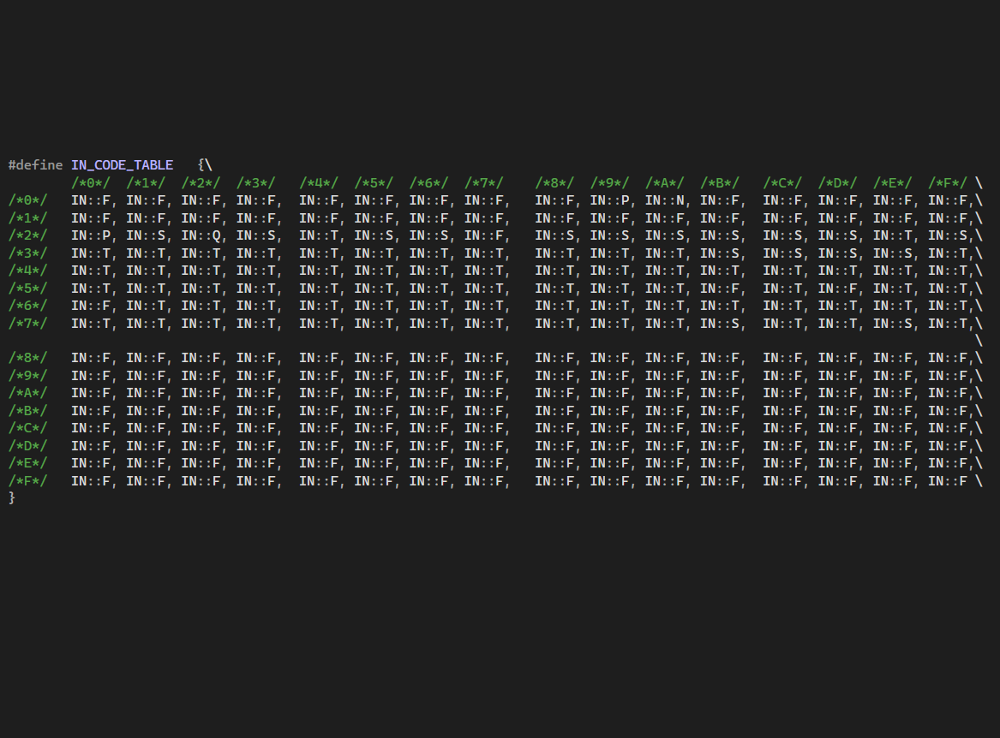 #define IN_CODE_TABLE   {\
        /*0*/  /*1*/  /*2*/  /*3*/   /*4*/  /*5*/  /*6*/  /*7*/    /*8*/  /*9*/  /*A*/  /*B*/   /*C*/  /*D*/  /*E*/  /*F*/ \
/*0*/   IN::F, IN::F, IN::F, IN::F,  IN::F, IN::F, IN::F, IN::F,   IN::F, IN::P, IN::N, IN::F,  IN::F, IN::F, IN::F, IN::F,\
/*1*/   IN::F, IN::F, IN::F, IN::F,  IN::F, IN::F, IN::F, IN::F,   IN::F, IN::F, IN::F, IN::F,  IN::F, IN::F, IN::F, IN::F,\
/*2*/   IN::P, IN::S, IN::Q, IN::S,  IN::T, IN::S, IN::S, IN::F,   IN::S, IN::S, IN::S, IN::S,  IN::S, IN::S, IN::T, IN::S,\
/*3*/   IN::T, IN::T, IN::T, IN::T,  IN::T, IN::T, IN::T, IN::T,   IN::T, IN::T, IN::T, IN::S,  IN::S, IN::S, IN::S, IN::T,\
/*4*/   IN::T, IN::T, IN::T, IN::T,  IN::T, IN::T, IN::T, IN::T,   IN::T, IN::T, IN::T, IN::T,  IN::T, IN::T, IN::T, IN::T,\
/*5*/   IN::T, IN::T, IN::T, IN::T,  IN::T, IN::T, IN::T, IN::T,   IN::T, IN::T, IN::T, IN::F,  IN::T, IN::F, IN::T, IN::T,\
/*6*/   IN::F, IN::T, IN::T, IN::T,  IN::T, IN::T, IN::T, IN::T,   IN::T, IN::T, IN::T, IN::T,  IN::T, IN::T, IN::T, IN::T,\
/*7*/   IN::T, IN::T, IN::T, IN::T,  IN::T, IN::T, IN::T, IN::T,   IN::T, IN::T, IN::T, IN::S,  IN::T, IN::T, IN::S, IN::T,\
                                                                                                                           \
/*8*/   IN::F, IN::F, IN::F, IN::F,  IN::F, IN::F, IN::F, IN::F,   IN::F, IN::F, IN::F, IN::F,  IN::F, IN::F, IN::F, IN::F,\
/*9*/   IN::F, IN::F, IN::F, IN::F,  IN::F, IN::F, IN::F, IN::F,   IN::F, IN::F, IN::F, IN::F,  IN::F, IN::F, IN::F, IN::F,\
/*A*/   IN::F, IN::F, IN::F, IN::F,  IN::F, IN::F, IN::F, IN::F,   IN::F, IN::F, IN::F, IN::F,  IN::F, IN::F, IN::F, IN::F,\
/*B*/   IN::F, IN::F, IN::F, IN::F,  IN::F, IN::F, IN::F, IN::F,   IN::F, IN::F, IN::F, IN::F,  IN::F, IN::F, IN::F, IN::F,\
/*C*/   IN::F, IN::F, IN::F, IN::F,  IN::F, IN::F, IN::F, IN::F,   IN::F, IN::F, IN::F, IN::F,  IN::F, IN::F, IN::F, IN::F,\
/*D*/   IN::F, IN::F, IN::F, IN::F,  IN::F, IN::F, IN::F, IN::F,   IN::F, IN::F, IN::F, IN::F,  IN::F, IN::F, IN::F, IN::F,\
/*E*/   IN::F, IN::F, IN::F, IN::F,  IN::F, IN::F, IN::F, IN::F,   IN::F, IN::F, IN::F, IN::F,  IN::F, IN::F, IN::F, IN::F,\
/*F*/   IN::F, IN::F, IN::F, IN::F,  IN::F, IN::F, IN::F, IN::F,   IN::F, IN::F, IN::F, IN::F,  IN::F, IN::F, IN::F, IN::F \
}